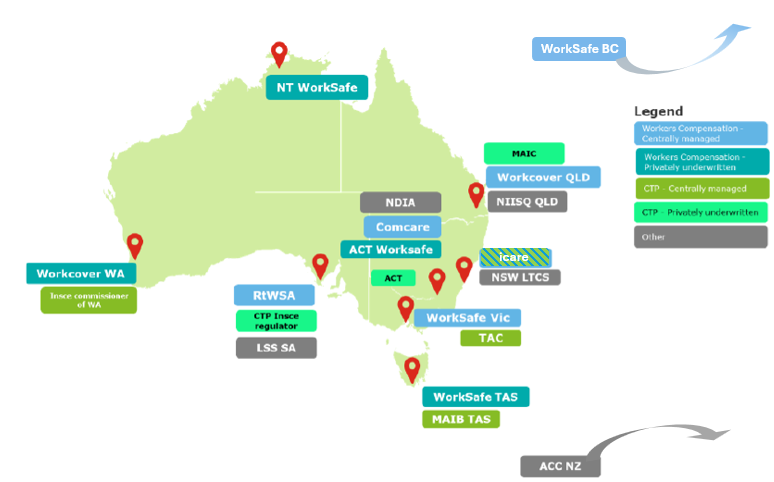 WorkSafe BC
NT WorkSafe
Legend
Workers Compensation -
Centrally managed
Workers Compensation -
Privately underwritten
CTP - Centrally managed
CTP - Privately underwritten
Other
MAIC
Workcover QLD
NIISQ QLD
NDIA
Comcare
ACT Worksafe
ACT
icare
NSW LTCS
Workcover WA
Insce commissioner
of WA
RtWSA
CTP Insce
regulator
LSS SA
WorkSafe Vic
TAC
WorkSafe TAS
MAIB TAS
ACC NZ